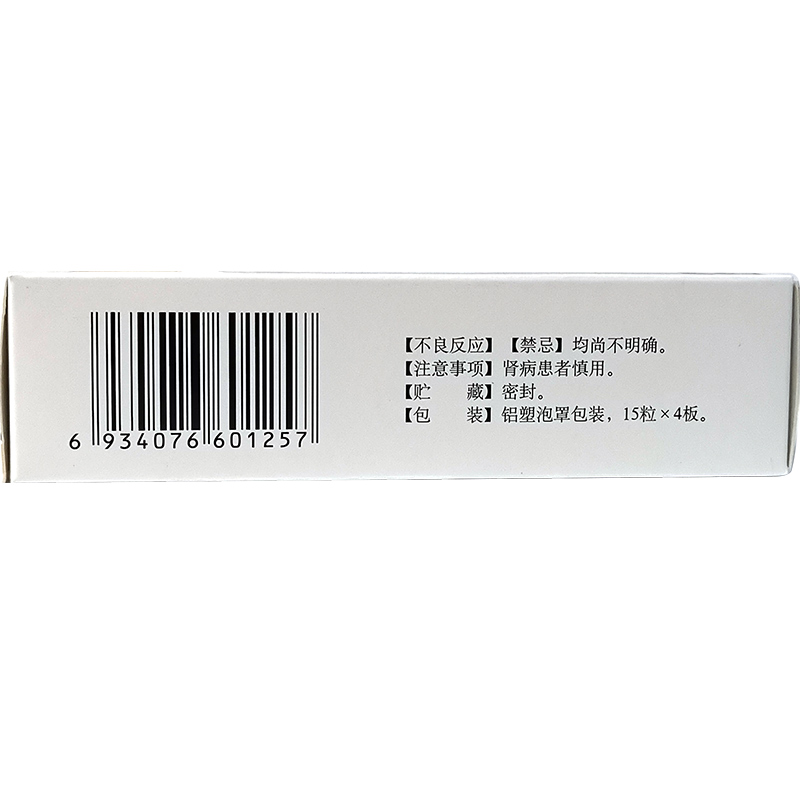 【不良反应】【禁忌】均尚不明确。
【注意事项】肾病患者慎用。
【贮　　藏】密封。
【包　　装】铝塑泡罩包装，15粒×4板。
6 934076 601257